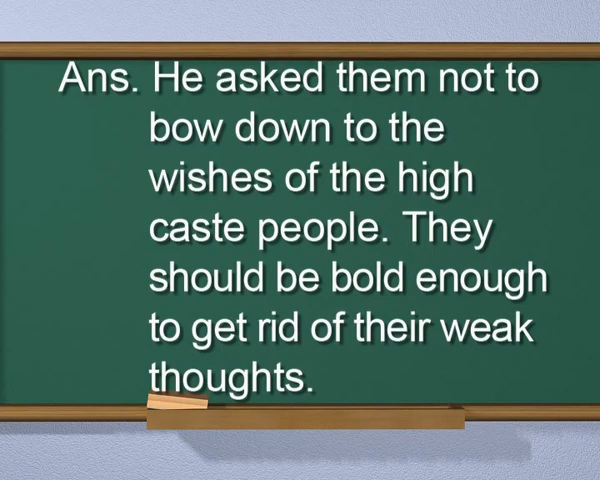 Ans. He asked them not to
bow down to the
wishes of the high
caste people. They
should be bold enough
to get rid of their weak
thoughts.